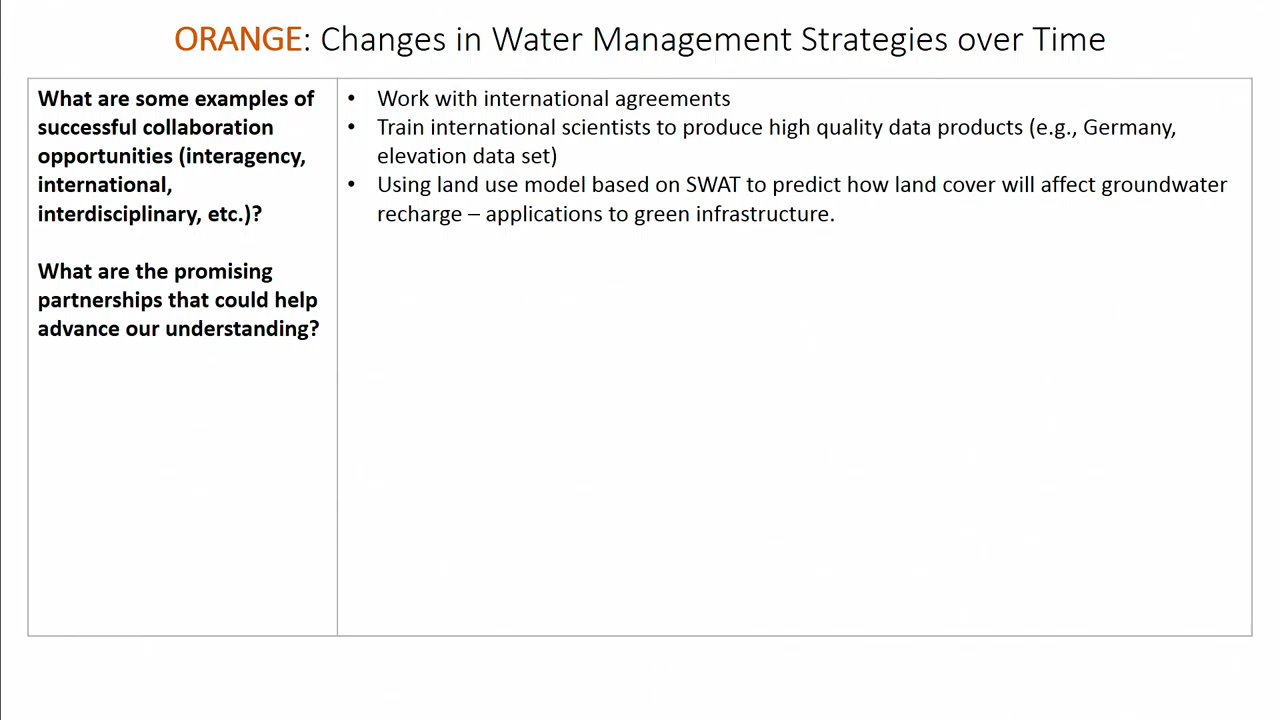 ORANGE: Changes in Water Management Strategies over Time
What are some examples of
successful collaboration
opportunities (interagency,
international,
interdisciplinary, etc.)?
What are the promising
partnerships that could help
advance our understanding?
• Work with international agreements
• Train international scientists to produce high quality data products (e.g., Germany,
elevation data set)
• Using land use model based on SWAT to predict how land cover will affect groundwater
recharge – applications to green infrastructure.